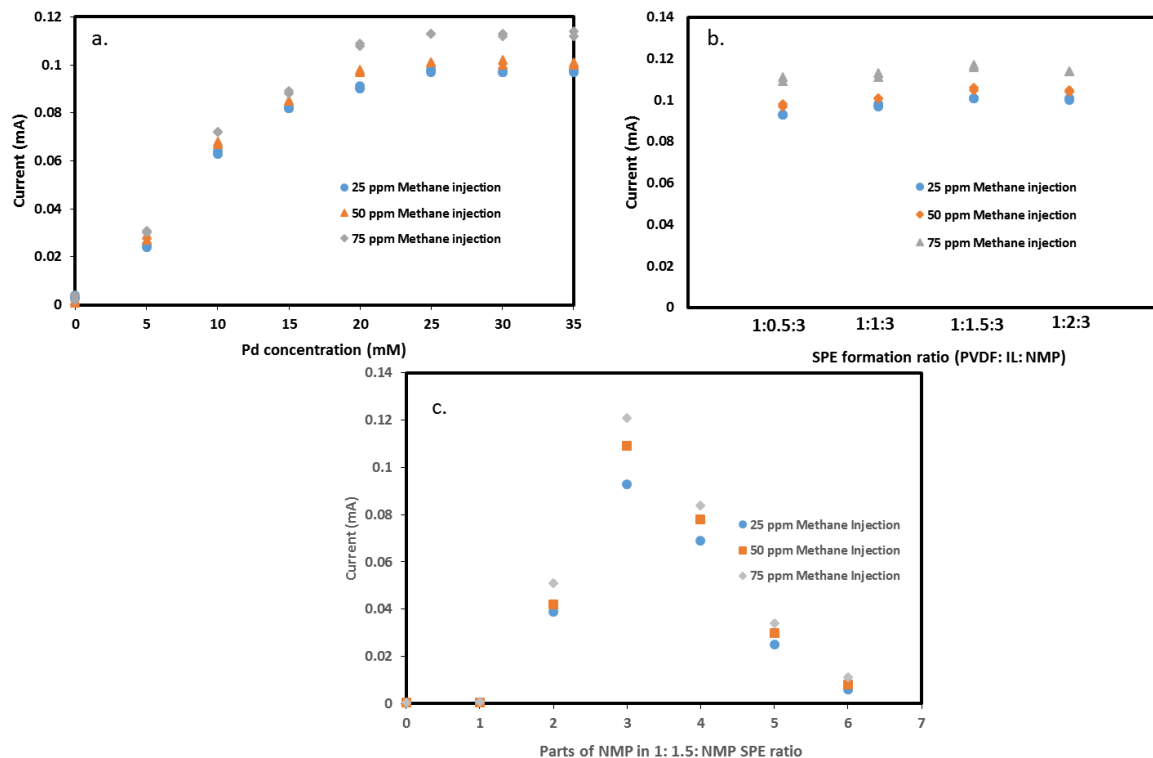 a.
0.12
0.1
0.08
0.06
0.04
0.02
0
Current (mA)
25 ppm Methane injection
50 ppm Methane injection
75 ppm Methane injection
0 5 10 15 20 25 30 35
Pd concentration (mM)
b.
0.14
0.12
0.1
0.08
0.06
0.04
0.02
0
Current (mA)
25 ppm Methane injection
50 ppm Methane injection
75 ppm Methane injection
1:0.5:3 1:1:3 1:1.5:3 1:2:3
SPE formation ratio (PVDF: IL: NMP)
c.
0.14
0.12
0.1
0.08
0.06
0.04
0.02
0
Current (mA)
25 ppm Methane Injection
50 ppm Methane Injection
75 ppm Methane Injection
0 1 2 3 4 5 6 7
Parts of NMP in 1: 1.5: NMP SPE ratio